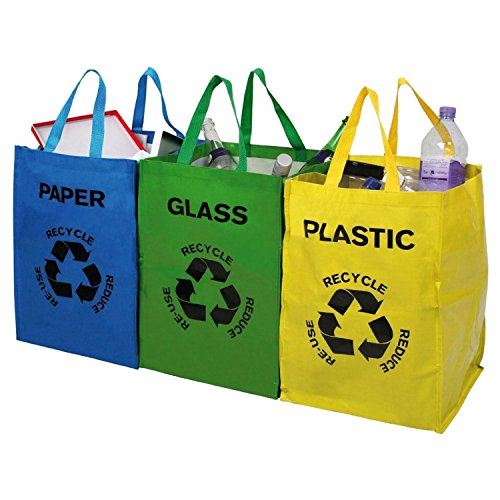 PAPER
RECYCLE
REDUCE
RE-USE
GLASS
RECYCLE
REDUCE
RE-USE
PLASTIC
RECYCLE
REDUCE
RE-USE